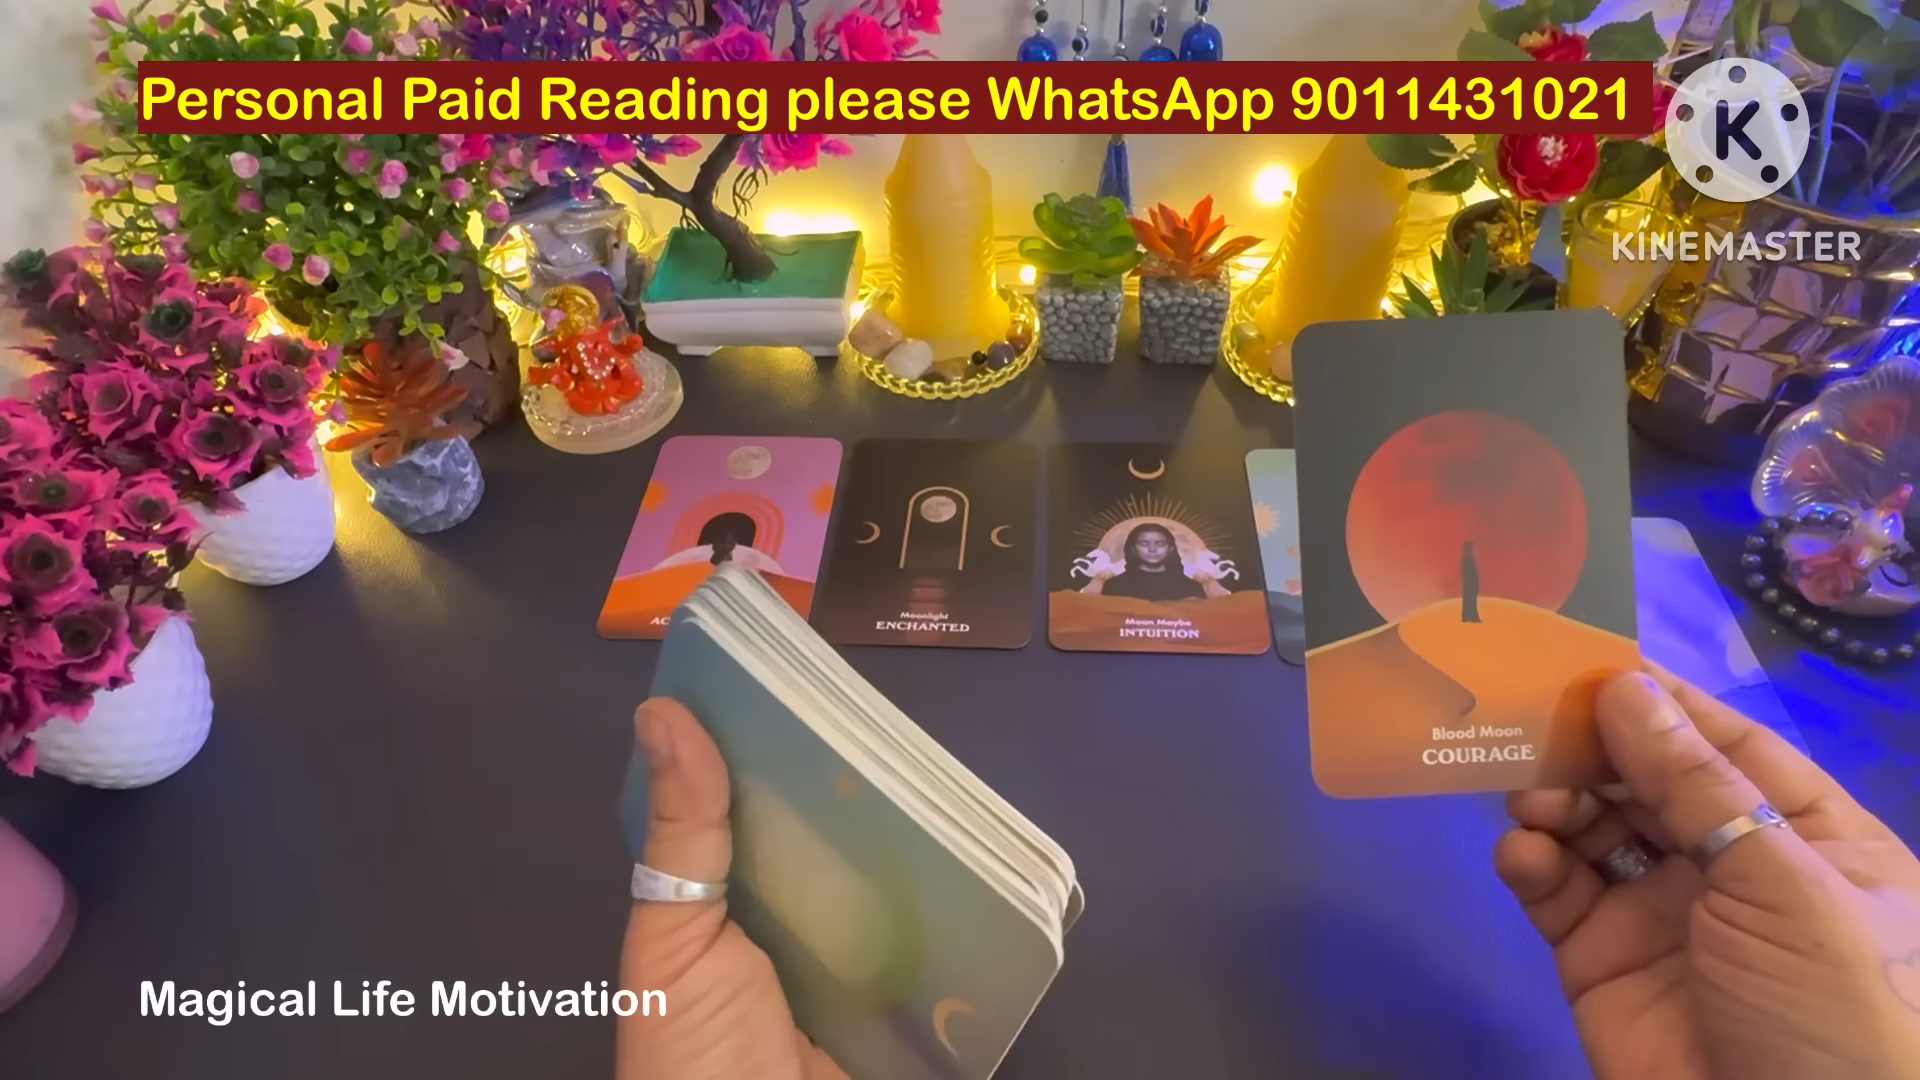 Personal Paid Reading please WhatsApp 9011431021
K
KINEMASTER
Moonlight
ENCHANTED
Moon Maybe
INTUITION
Blood Moon
COURAGE
Magical Life Motivation